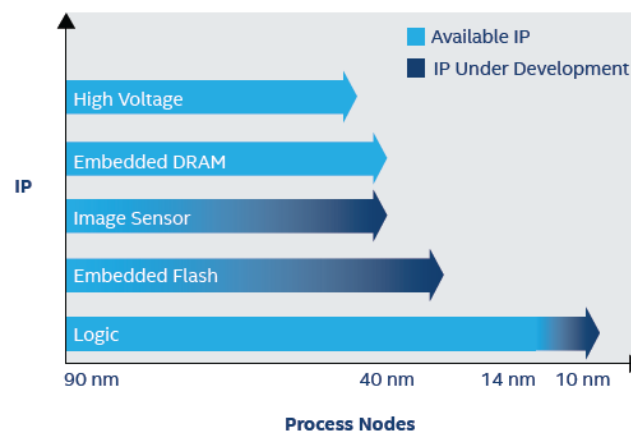 Available IP
IP Under Development
High Voltage
Embedded DRAM
IP
Image Sensor
Embedded Flash
Logic
90 nm 40 nm 14 nm 10 nm
Process Nodes